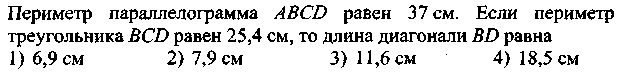 Периметр параллелограмма ABCD равен 37 см. Если периметр
треугольника BCD равен 25,4 см, то длина диагонали BD равна
1) 6,9 см 2) 7,9 см 3) 11,6 см 4) 18,5 см